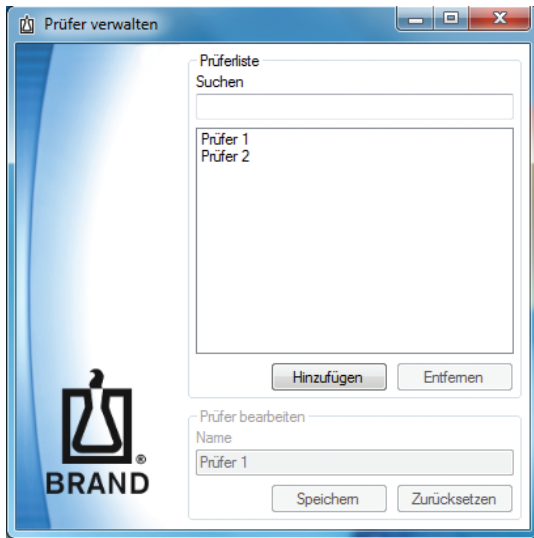 Prüfer verwalten
Prüferliste
Suchen
Prüfer 1
Prüfer 2
Hinzufügen Entfernen
Prüfer bearbeiten
Name
Prüfer 1
Speichern Zurücksetzen
®
BRAND